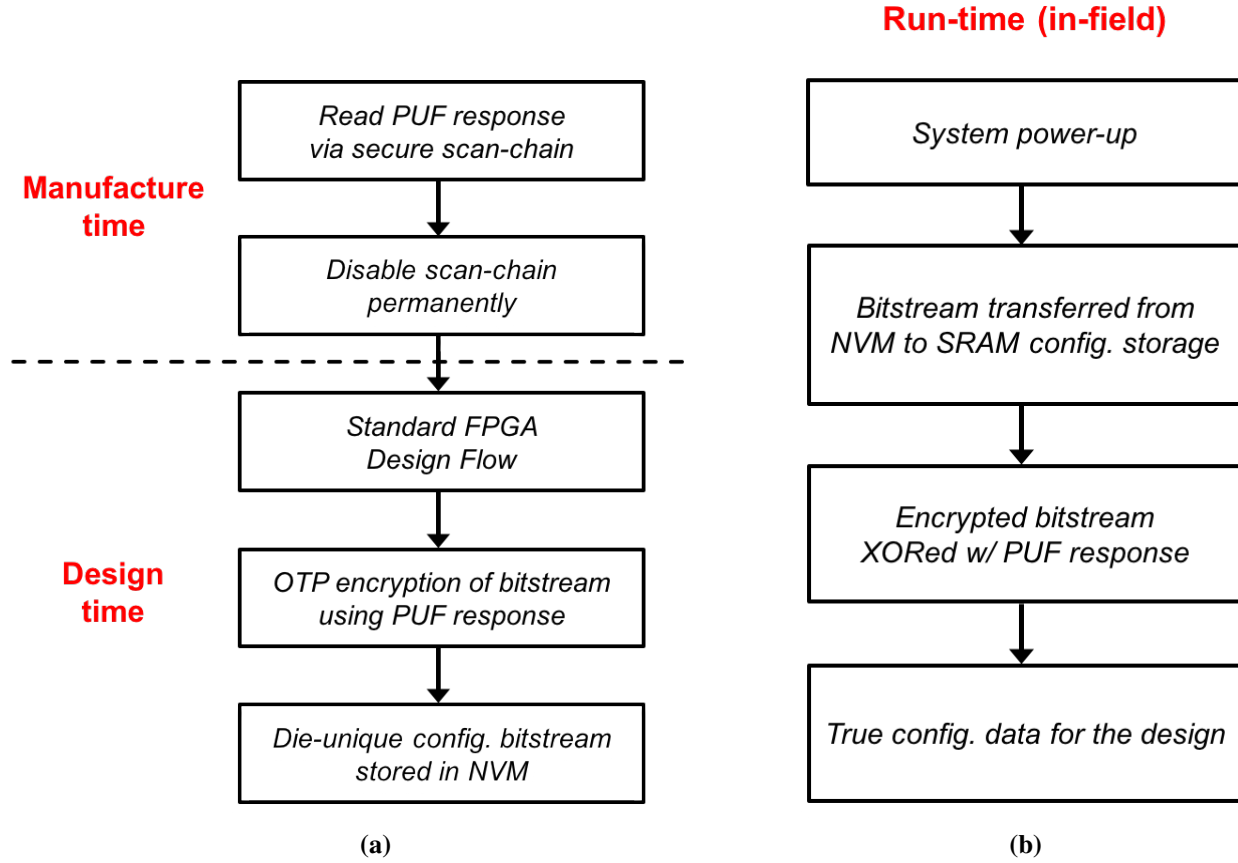 Manufacture
time
Read PUF response
via secure scan-chain
Disable scan-chain
permanently
Design
time
Standard FPGA
Design Flow
OTP encryption of bitstream
using PUF response
Die-unique config. bitstream
stored in NVM
(a)
Run-time (in-field)
System power-up
Bitstream transferred from
NVM to SRAM config. storage
Encrypted bitstream
XORed w/ PUF response
True config. data for the design
(b)